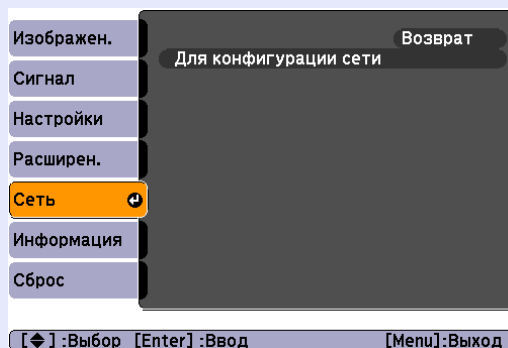 Изображен.
Сигнал
Настройки
Расширен.
Сеть
Информация
Сброс
Возврат
Для конфигурации сети
[◆] :Выбор [Enter] :Ввод [Menu]:Выход